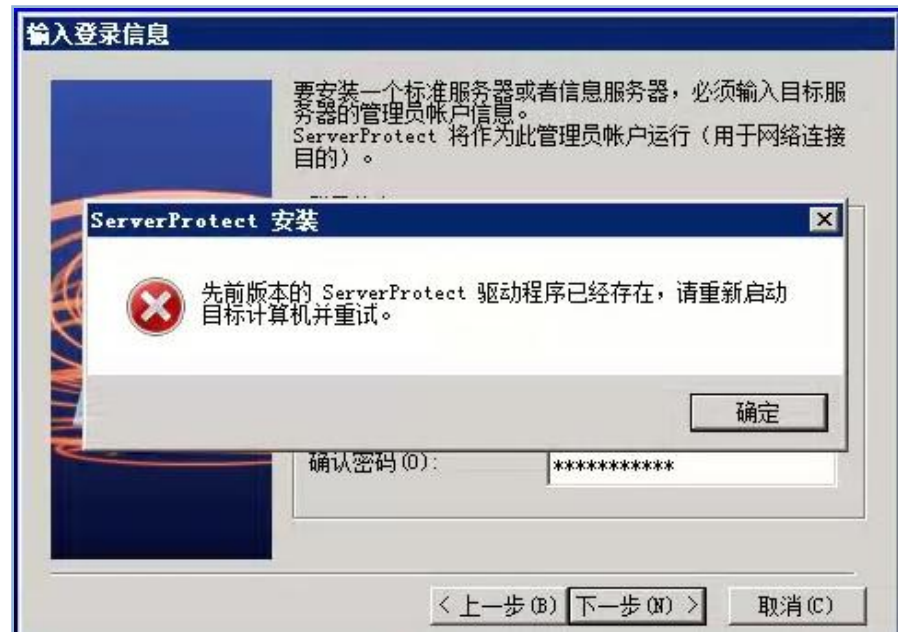 输入登录信息
要安装一个标准服务器或者信息服务器，必须输入目标服
务器的管理员帐户信息。
ServerProtect 将作为此管理员帐户运行（用于网络连接
目的）。
ServerProtect 安装
先前版本的 ServerProtect 驱动程序已经存在，请重新启动
目标计算机并重试。
确定
确认密码(O):
***********
< 上一步(B)
下一步(N) >
取消(C)